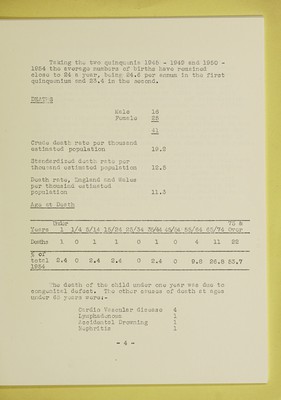 Taking the two quinquennia 1945 - 1949 and 1950 -
1954 the average numbers of births have remained
close to 24 a year, being 24.6 per annum in the first
quinquennium and 23.4 in the second.
DEATHS
Male 16
Female 25
41
Crude death rate per thousand
estimated population 19.2
Standardised death rate per
thousand estimated population 12.8
Death rate, England and Wales
per thousand estimated
population 11.3
Age at Death
Under 75 &
Years 1 1/4 5/14 15/24 25/34 35/44 45/54 55/64 65/74 Over
Deaths 1 0 1 1 0 1 0 4 11 22
% of
total 2.4 0 2.4 2.4 0 2.4 0 9.8 26.8 53.7
1954
The death of the child under one year was due to
congenital defect. The other causes of death at ages
under 65 years were:-
Cardio Vascular disease 4
Lymphadenoma 1
Accidental Drowning 1
Nephritis 1
- 4 -